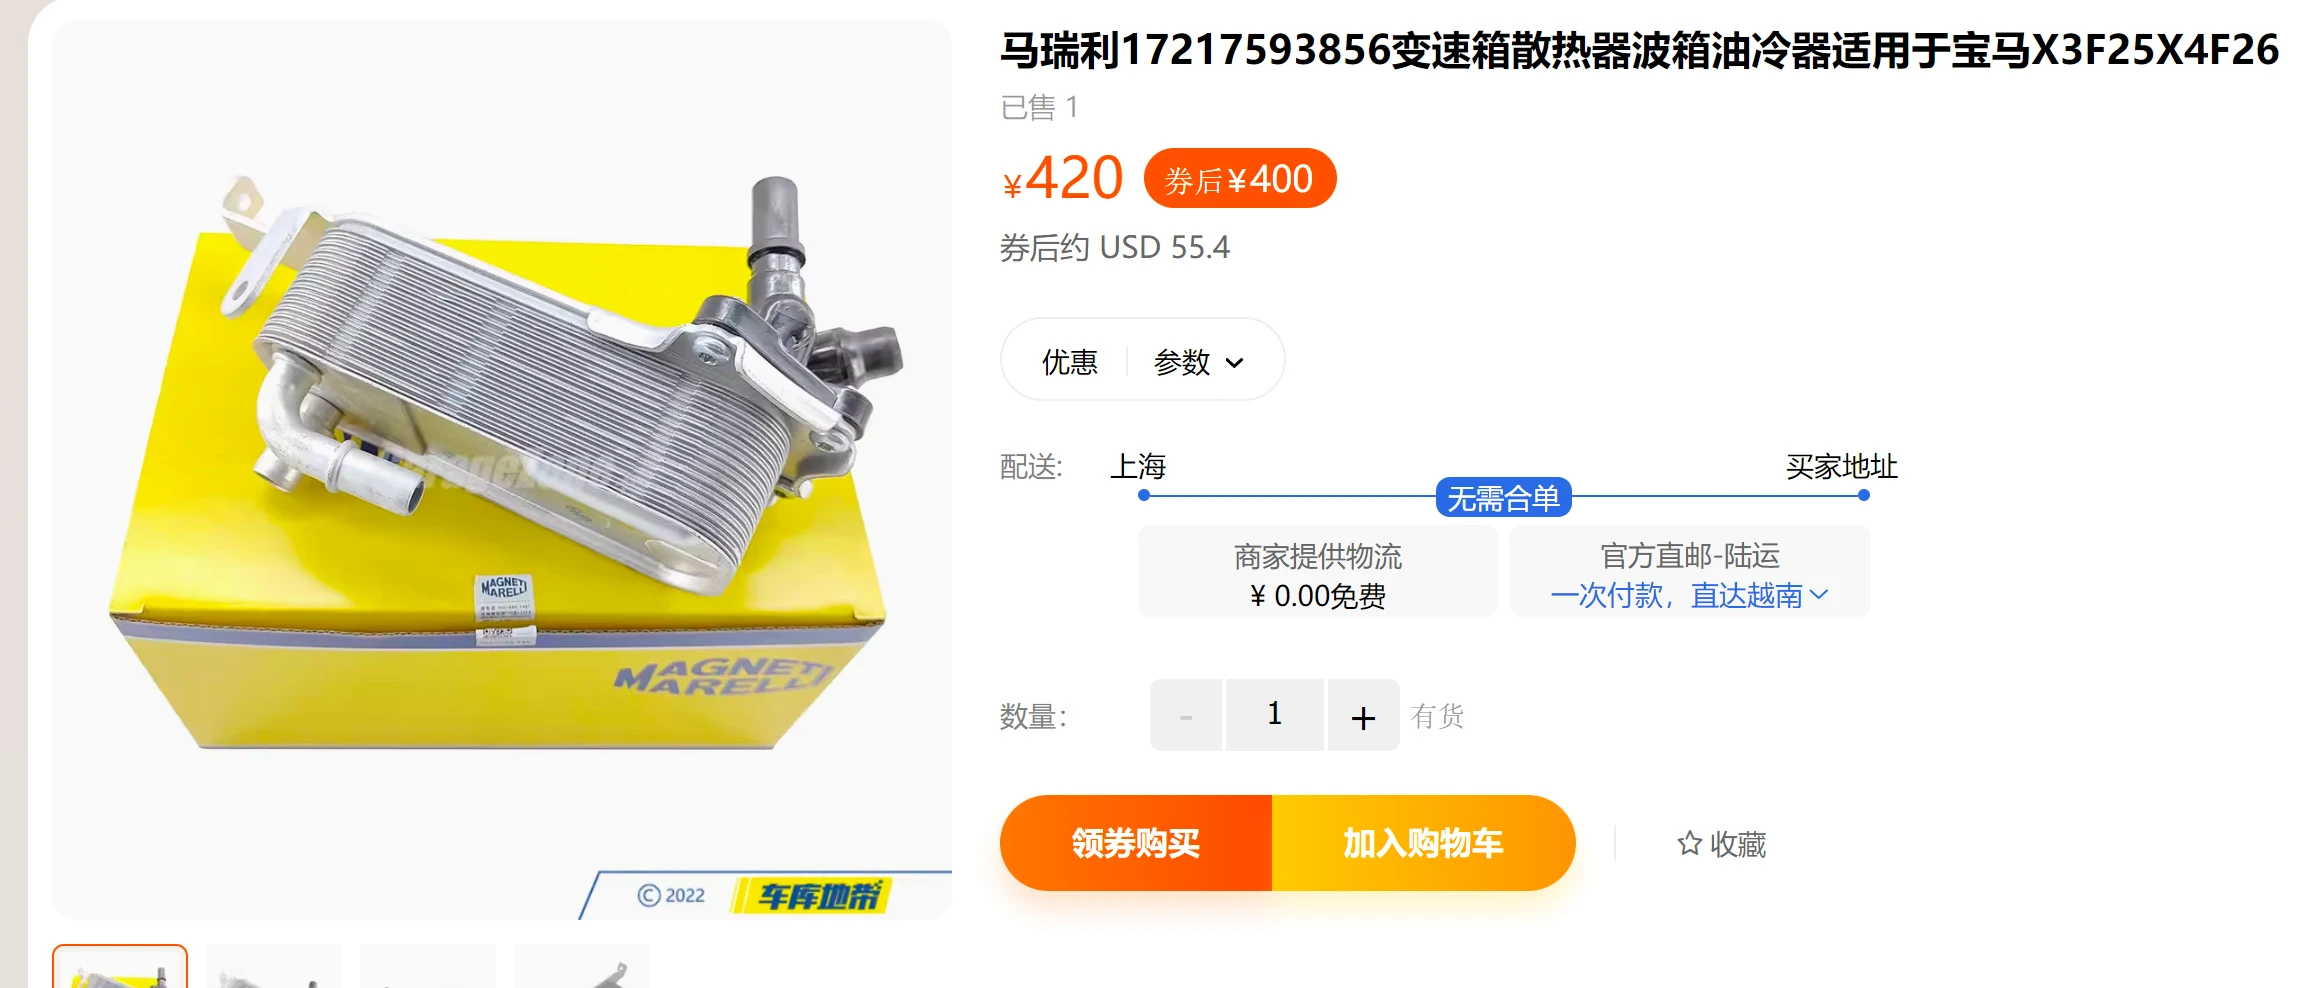 马瑞利17217593856变速箱散热器波箱油冷器适用于宝马X3F25X4F26
已售 1
¥420 券后¥400
券后约 USD 55.4
优惠 参数
配送: 上海 买家地址
无需合单
商家提供物流 官方直邮-陆运
¥ 0.00免费 一次付款，直达越南
数量: - 1 + 有货
领券购买 加入购物车 收藏
MAGNETI
MARELLI
MAGNETI
MARELLI
© 2022 车库地带